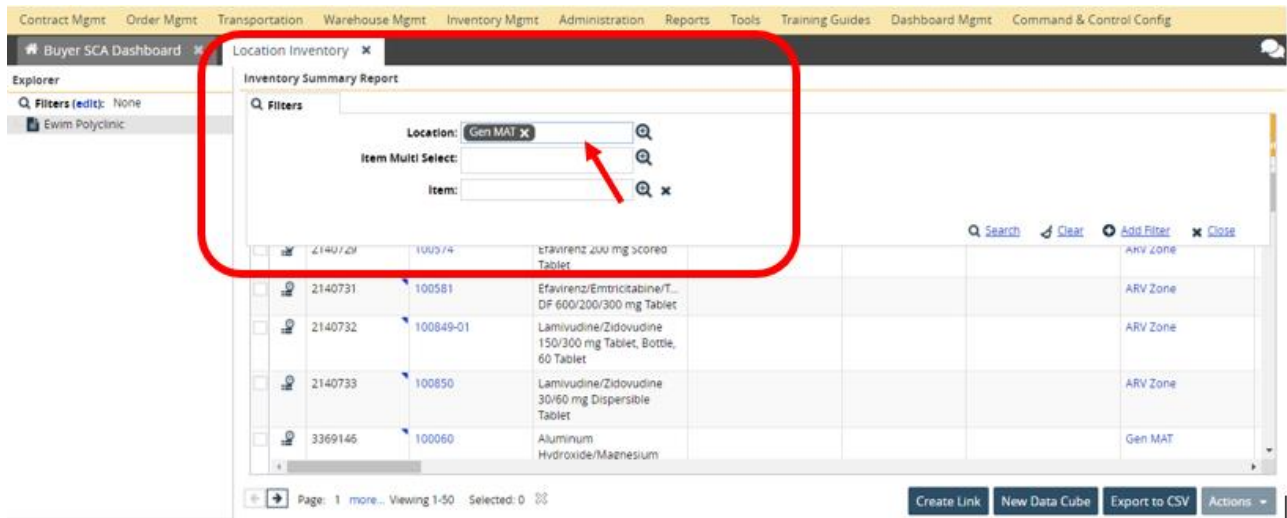 Contract Mgmt Order Mgmt Transportation Warehouse Mgmt Inventory Mgmt Administration Reports Tools Training Guides Dashboard Mgmt Command & Control Config
Buyer SCA Dashboard Location Inventory
Explorer
Filters (edit): None
Ewim Polyclinic
Inventory Summary Report
Filters
Location: Gen MAT
Item Multi Select:
Item:
Search Clear Add Filter Close
2140729 100574 Efavirenz 200 mg Scored ARV Zone
Tablet
2140731 100581 Efavirenz/Emtricitabine/T... ARV Zone
DF 600/200/300 mg Tablet
2140732 100849-01 Lamivudine/Zidovudine ARV Zone
150/300 mg Tablet, Bottle,
60 Tablet
2140733 100850 Lamivudine/Zidovudine ARV Zone
30/60 mg Dispersible
Tablet
3369146 100060 Aluminum Gen MAT
Hydroxide/Magnesium
Page: 1 more... Viewing 1-50 Selected: 0 Create Link New Data Cube Export to CSV Actions